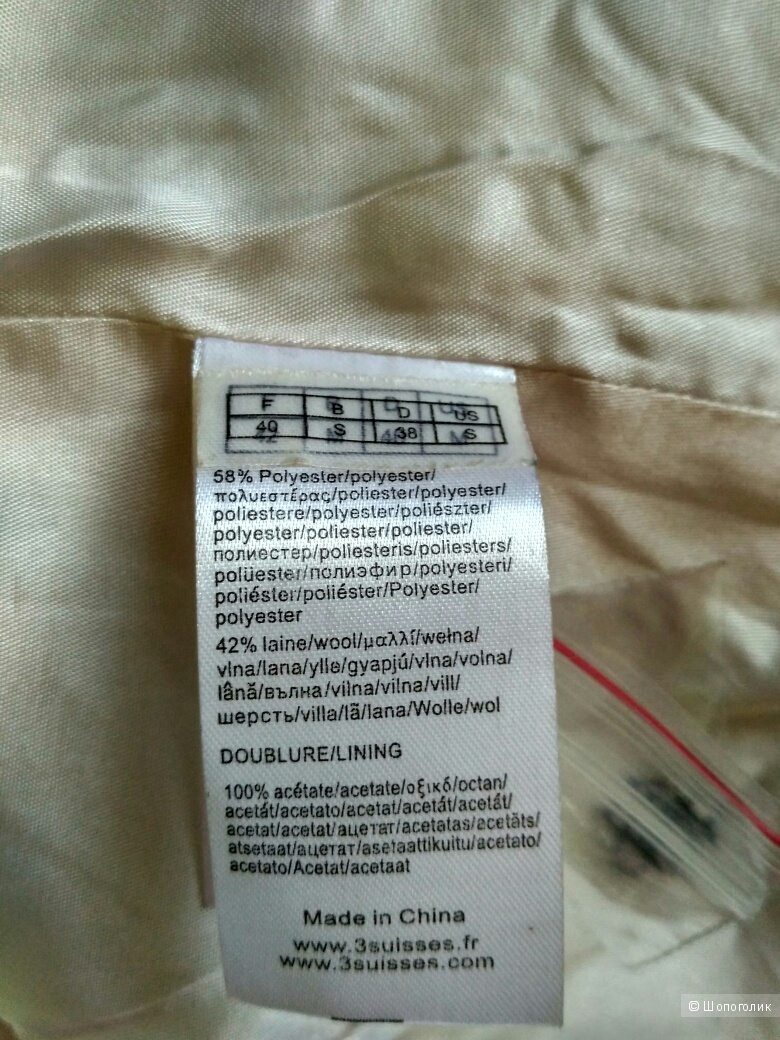 F B D US
40 S 38 S
58% Polyester/polyester/
πολυεστέρας/poliester/polyester/
poliestere/polyester/poliészter/
polyester/poliester/poliester/
полиестер/poliesteris/poliesters/
polüester/полиэфир/polyesteri/
poliéster/poliéster/Polyester/
polyester
42% laine/wool/μαλλί/wełna/
vlna/lana/ylle/gyapjú/vlna/volna/
lână/вълна/vilna/vilna/vill/
шерсть/villa/lã/lana/Wolle/wol
DOUBLURE/LINING
100% acétate/acetate/οξικό/octan/
acetát/acetato/acetat/acetát/acetát/
acetat/acetat/ацетат/acetatas/acetāts/
atsetaat/ацетат/asetaattikuitu/acetato/
acetato/Acetat/acetaat
Made in China
www.3suisses.fr
www.3suisses.com
© Шопоголик